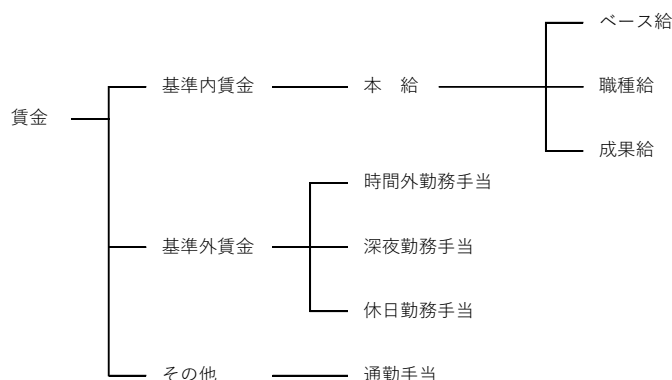 ベース給
基準内賃金 本　給 職種給
賃金
成果給
時間外勤務手当
基準外賃金 深夜勤務手当
休日勤務手当
その他 通勤手当